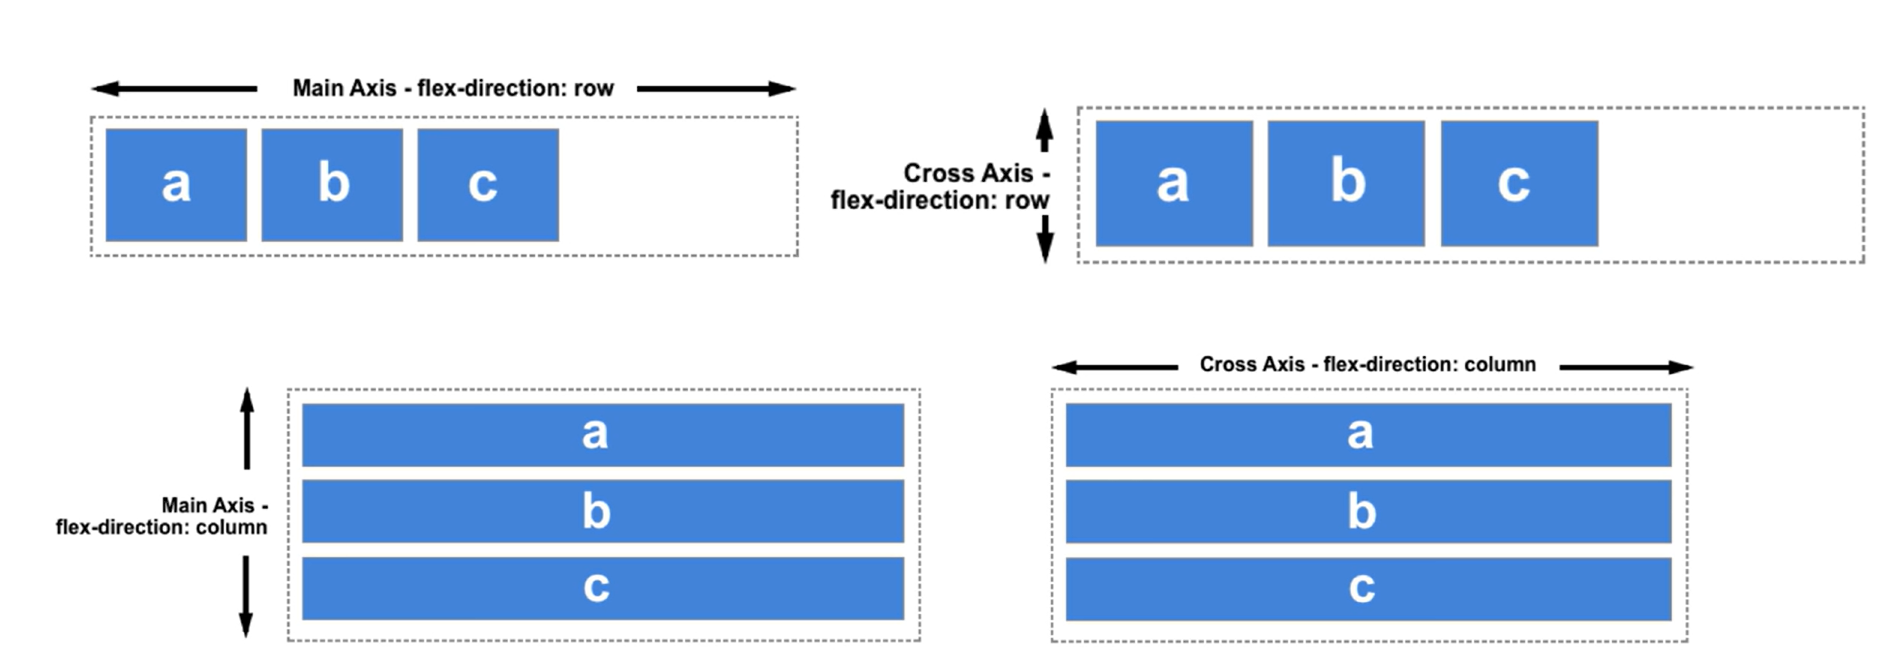 Main Axis - flex-direction: row
a b c
Cross Axis -
flex-direction: row
a b c
Main Axis -
flex-direction: column
a
b
c
Cross Axis - flex-direction: column
a
b
c